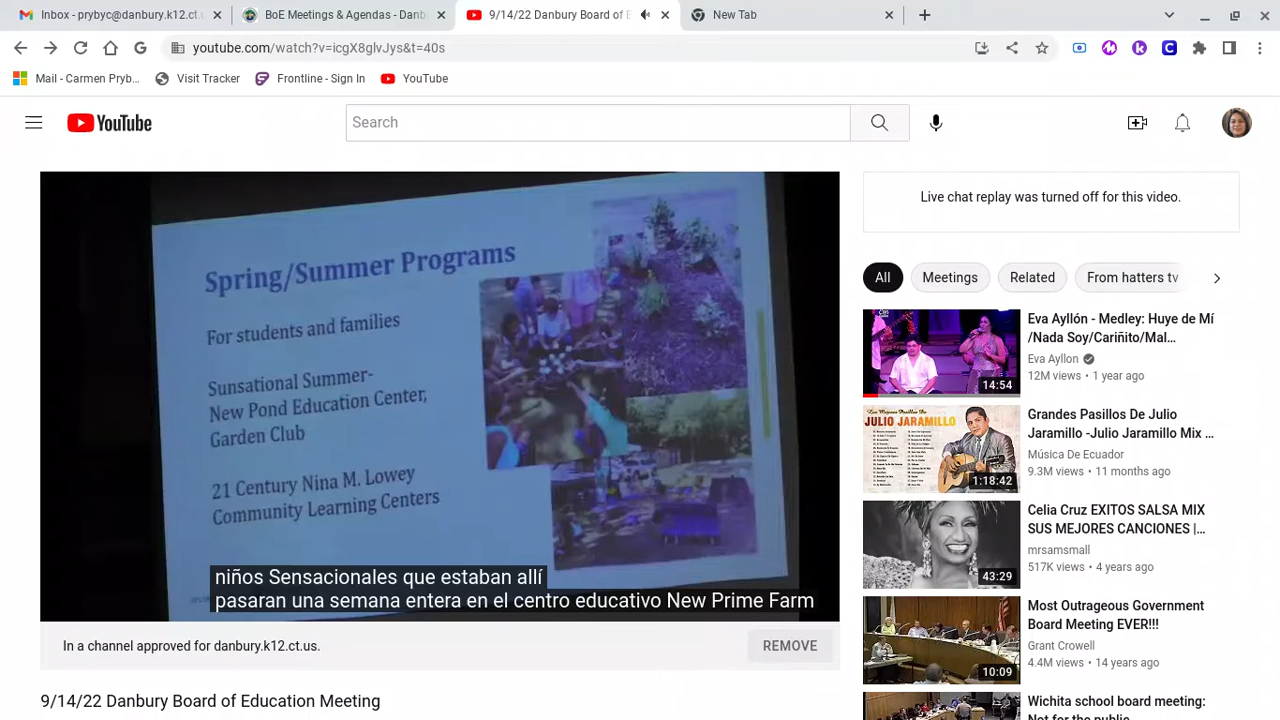 Inbox - prybyc@danbury.k12.ct.u
BoE Meetings & Agendas - Danb
9/14/22 Danbury Board of E
New Tab
youtube.com/watch?v=icgX8glvJys&t=40s
Mail - Carmen Pryb...
Visit Tracker
Frontline - Sign In
YouTube
YouTube
Search
Spring/Summer Programs
For students and families
Sunsational Summer-
New Pond Education Center,
Garden Club
21 Century Nina M. Lowey
Community Learning Centers
niños Sensacionales que estaban allí
pasaran una semana entera en el centro educativo New Prime Farm
In a channel approved for danbury.k12.ct.us.
REMOVE
9/14/22 Danbury Board of Education Meeting
Live chat replay was turned off for this video.
All
Meetings
Related
From hatters tv
Eva Ayllón - Medley: Huye de Mí
/Nada Soy/Cariñito/Mal...
Eva Ayllon
12M views • 1 year ago
14:54
Grandes Pasillos De Julio
Jaramillo -Julio Jaramillo Mix ...
Música De Ecuador
9.3M views • 11 months ago
JULIO JARAMILLO
1:18:42
Celia Cruz EXITOS SALSA MIX
SUS MEJORES CANCIONES |...
mrsamsmall
517K views • 4 years ago
43:29
Most Outrageous Government
Board Meeting EVER!!!
Grant Crowell
4.4M views • 14 years ago
10:09
Wichita school board meeting: